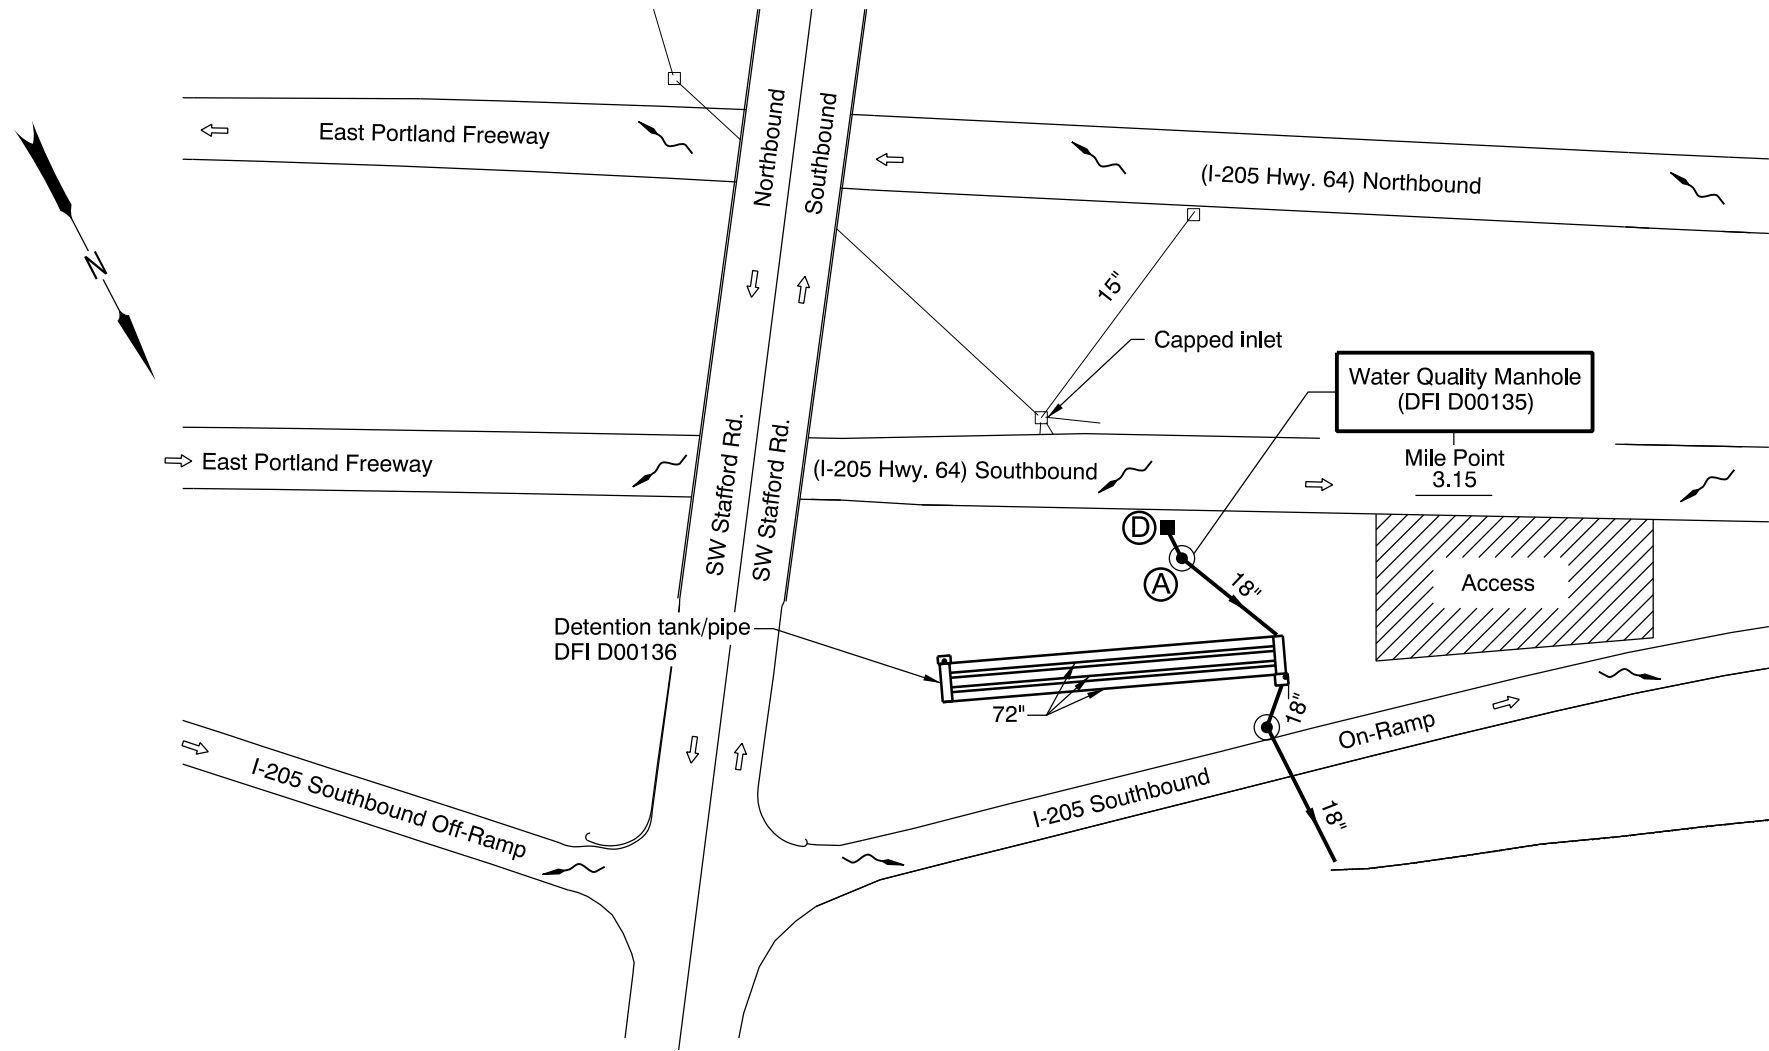 East Portland Freeway
Northbound
Southbound
(I-205 Hwy. 64) Northbound
N
15"
Capped inlet
Water Quality Manhole
(DFI D00135)
East Portland Freeway
SW Stafford Rd.
SW Stafford Rd.
(I-205 Hwy. 64) Southbound
Mile Point
3.15
D
A
18"
Access
Detention tank/pipe
DFI D00136
72"
18"
On-Ramp
I-205 Southbound
I-205 Southbound Off-Ramp
18"